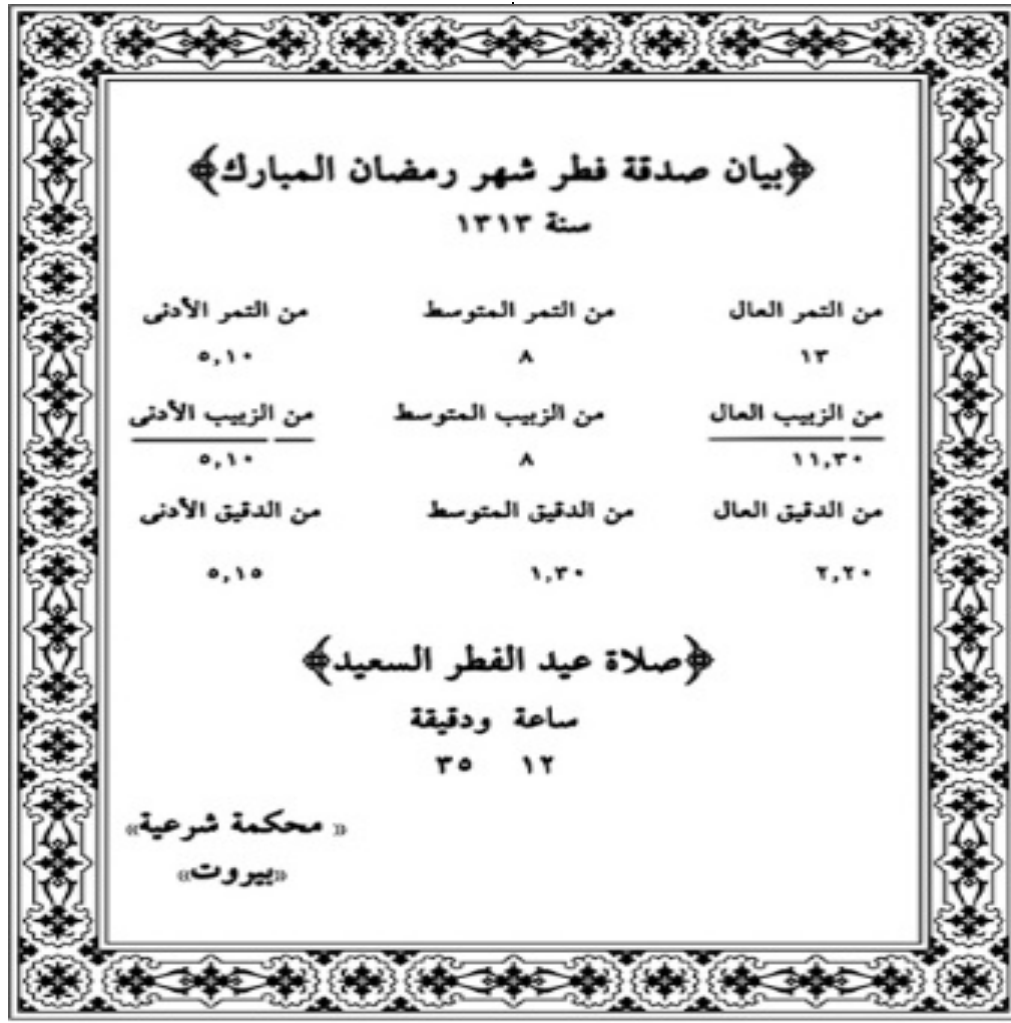 ﴿بيان صدقة فطر شهر رمضان المبارك﴾
سنة ١٣١٣
من التمر العال من التمر المتوسط من التمر الأدنى
١٣ ٨ ٥,١٠
من الزبيب العال من الزبيب المتوسط من الزبيب الأدنى
١١,٣٠ ٨ ٥,١٠
من الدقيق العال من الدقيق المتوسط من الدقيق الأدنى
٢,٢٠ ١,٣٠ ٥,١٥
﴿صلاة عيد الفطر السعيد﴾
ساعة ودقيقة
١٢ ٣٥
« محكمة شرعية»
«بيروت»